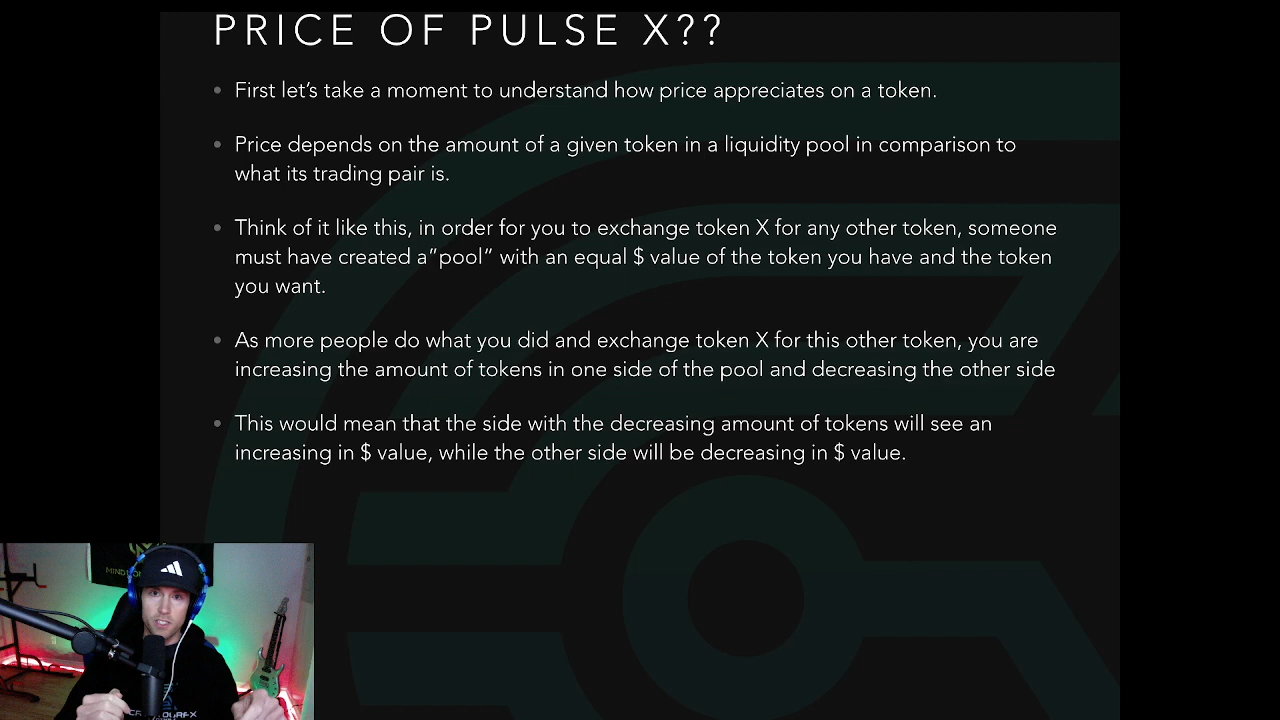 PRICE OF PULSE X??
First let's take a moment to understand how price appreciates on a token.
Price depends on the amount of a given token in a liquidity pool in comparison to
what its trading pair is.
Think of it like this, in order for you to exchange token X for any other token, someone
must have created a"pool" with an equal $ value of the token you have and the token
you want.
As more people do what you did and exchange token X for this other token, you are
increasing the amount of tokens in one side of the pool and decreasing the other side
This would mean that the side with the decreasing amount of tokens will see an
increasing in $ value, while the other side will be decreasing in $ value.